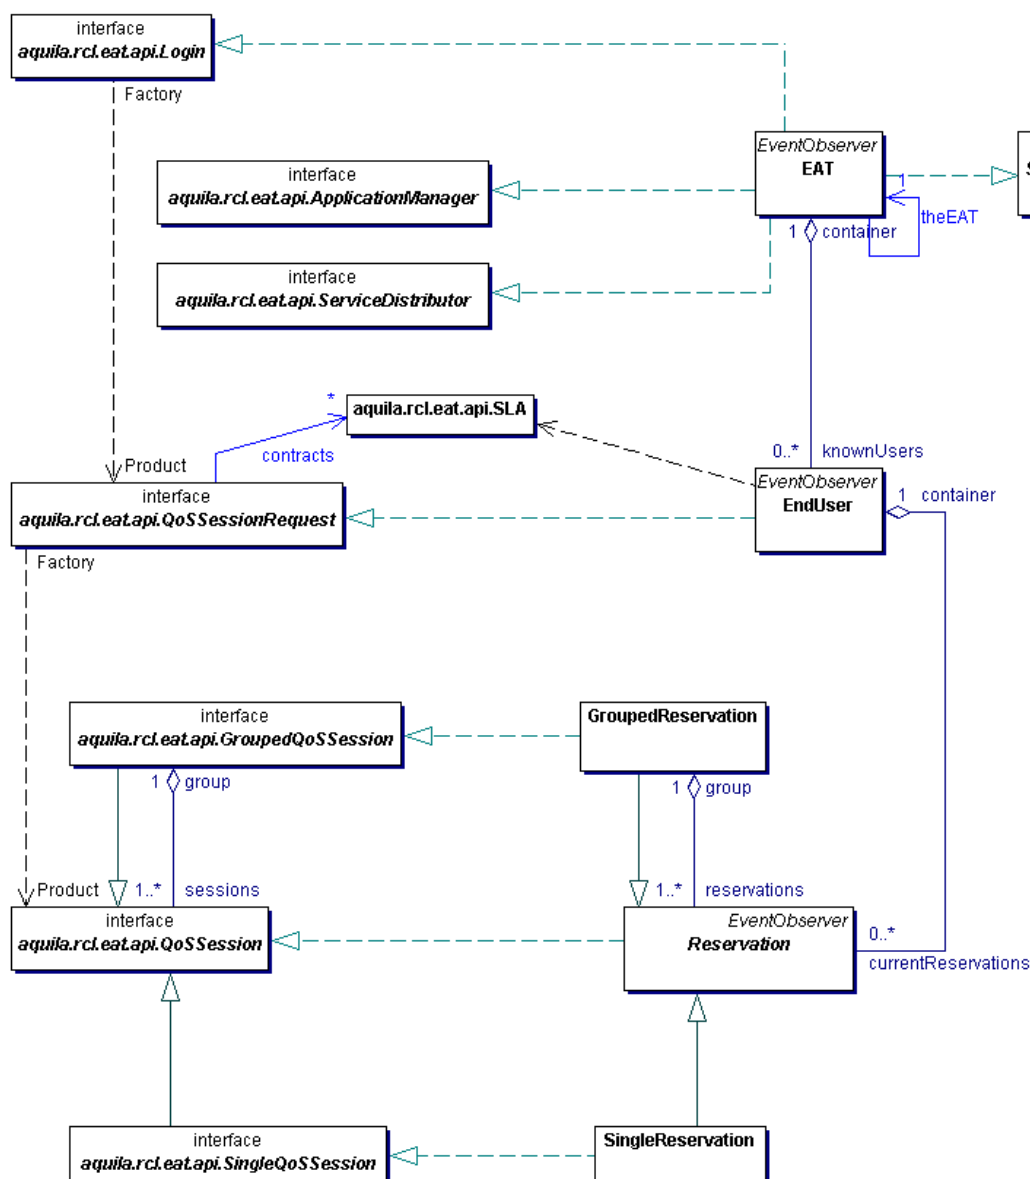 interface
aquila.rcl.eat.api.Login
Factory
EventObserver
EAT
interface
aquila.rcl.eat.api.ApplicationManager
S
1
theEAT
1 container
interface
aquila.rcl.eat.api.ServiceDistributor
*
aquila.rcl.eat.api.SLA
contracts
0..* knownUsers
Product
interface
aquila.rcl.eat.api.QoSSessionRequest
EventObserver
EndUser
1 container
Factory
interface
aquila.rcl.eat.api.GroupedQoSSession
GroupedReservation
1 group
1 group
Product
1..* sessions
1..* reservations
interface
aquila.rcl.eat.api.QoSSession
EventObserver
Reservation
0..*
currentReservations
interface
aquila.rcl.eat.api.SingleQoSSession
SingleReservation